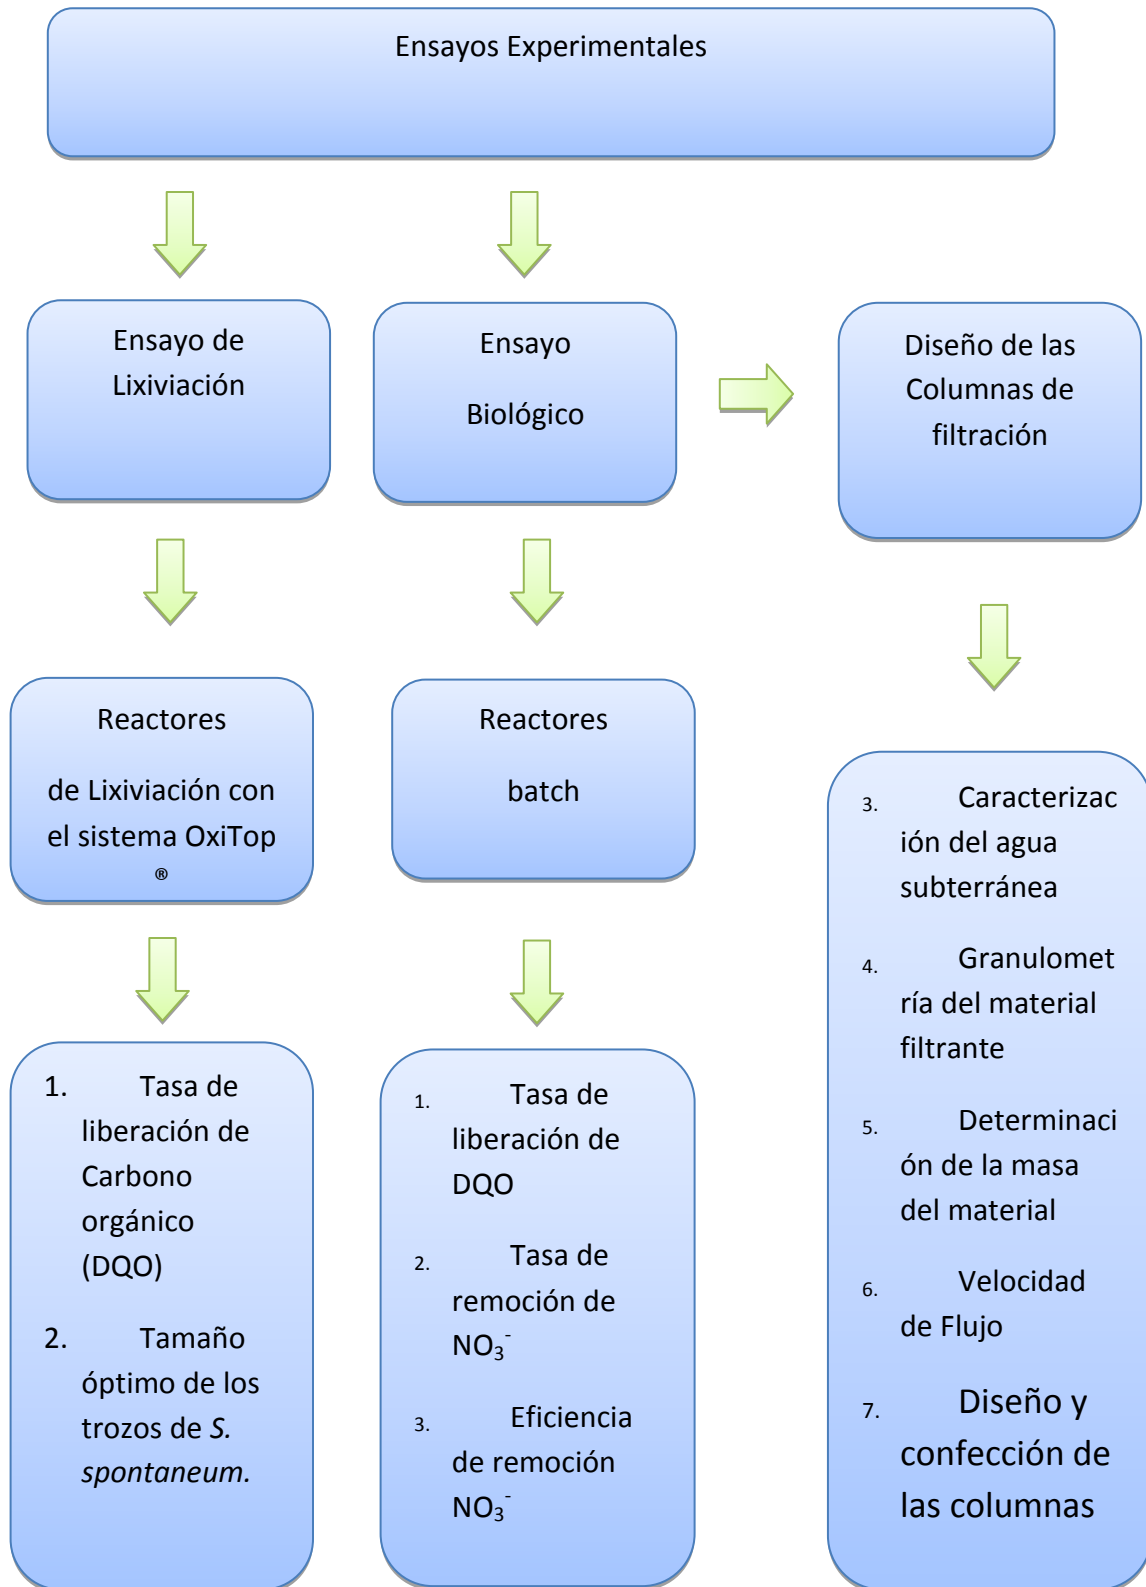 Ensayos Experimentales
Ensayo de
Lixiviación
Ensayo
Biológico
Diseño de las
Columnas de
filtración
Reactores
de Lixiviación con
el sistema OxiTop
®
Reactores
batch
1. Tasa de
liberación de
Carbono
orgánico
(DQO)
2. Tamaño
óptimo de los
trozos de S.
spontaneum.
1. Tasa de
liberación de
DQO
2. Tasa de
remoción de
NO₃⁻
3. Eficiencia
de remoción
NO₃⁻
3. Caracterizac
ión del agua
subterránea
4. Granulomet
ría del material
filtrante
5. Determinaci
ón de la masa
del material
6. Velocidad
de Flujo
7. Diseño y
confección de
las columnas